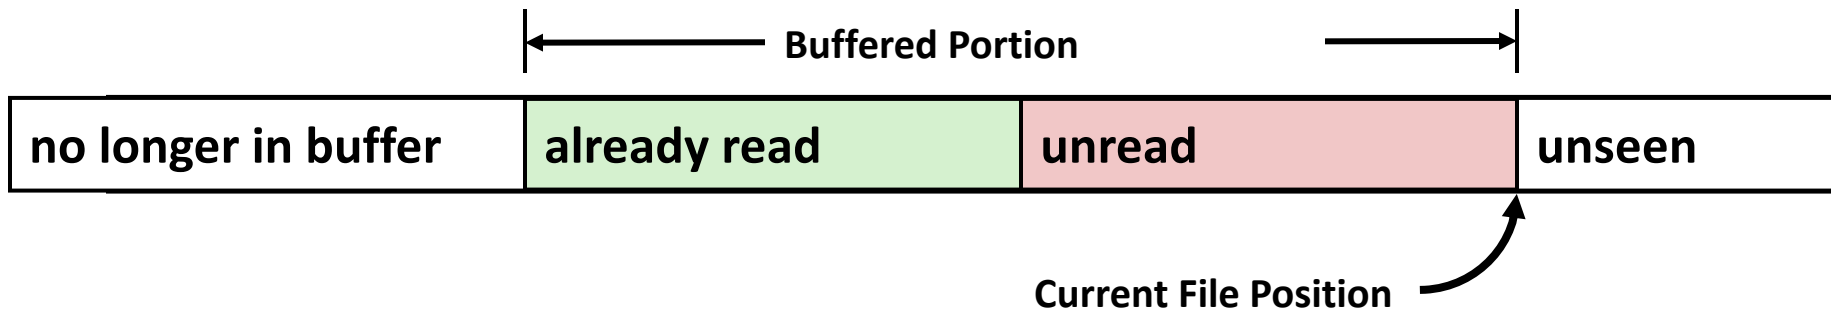 Buffered Portion
no longer in buffer already read unread unseen
Current File Position